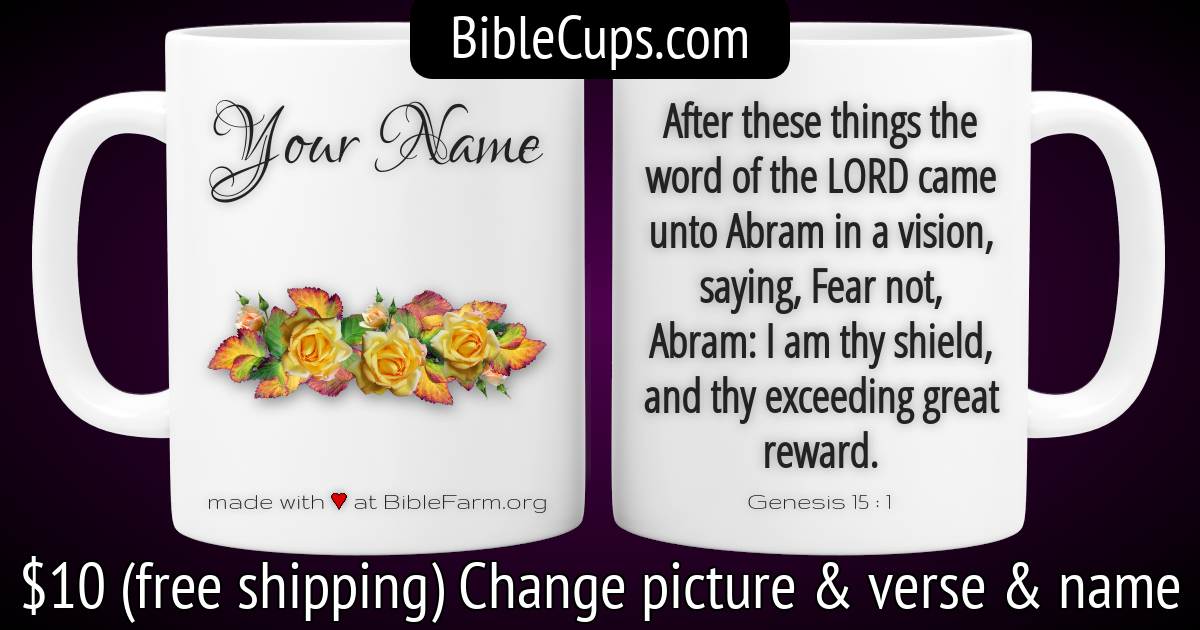 BibleCups.com
Your Name
made with ♥ at BibleFarm.org
After these things the
word of the LORD came
unto Abram in a vision,
saying, Fear not,
Abram: I am thy shield,
and thy exceeding great
reward.
Genesis 15 : 1
$10 (free shipping) Change picture & verse & name